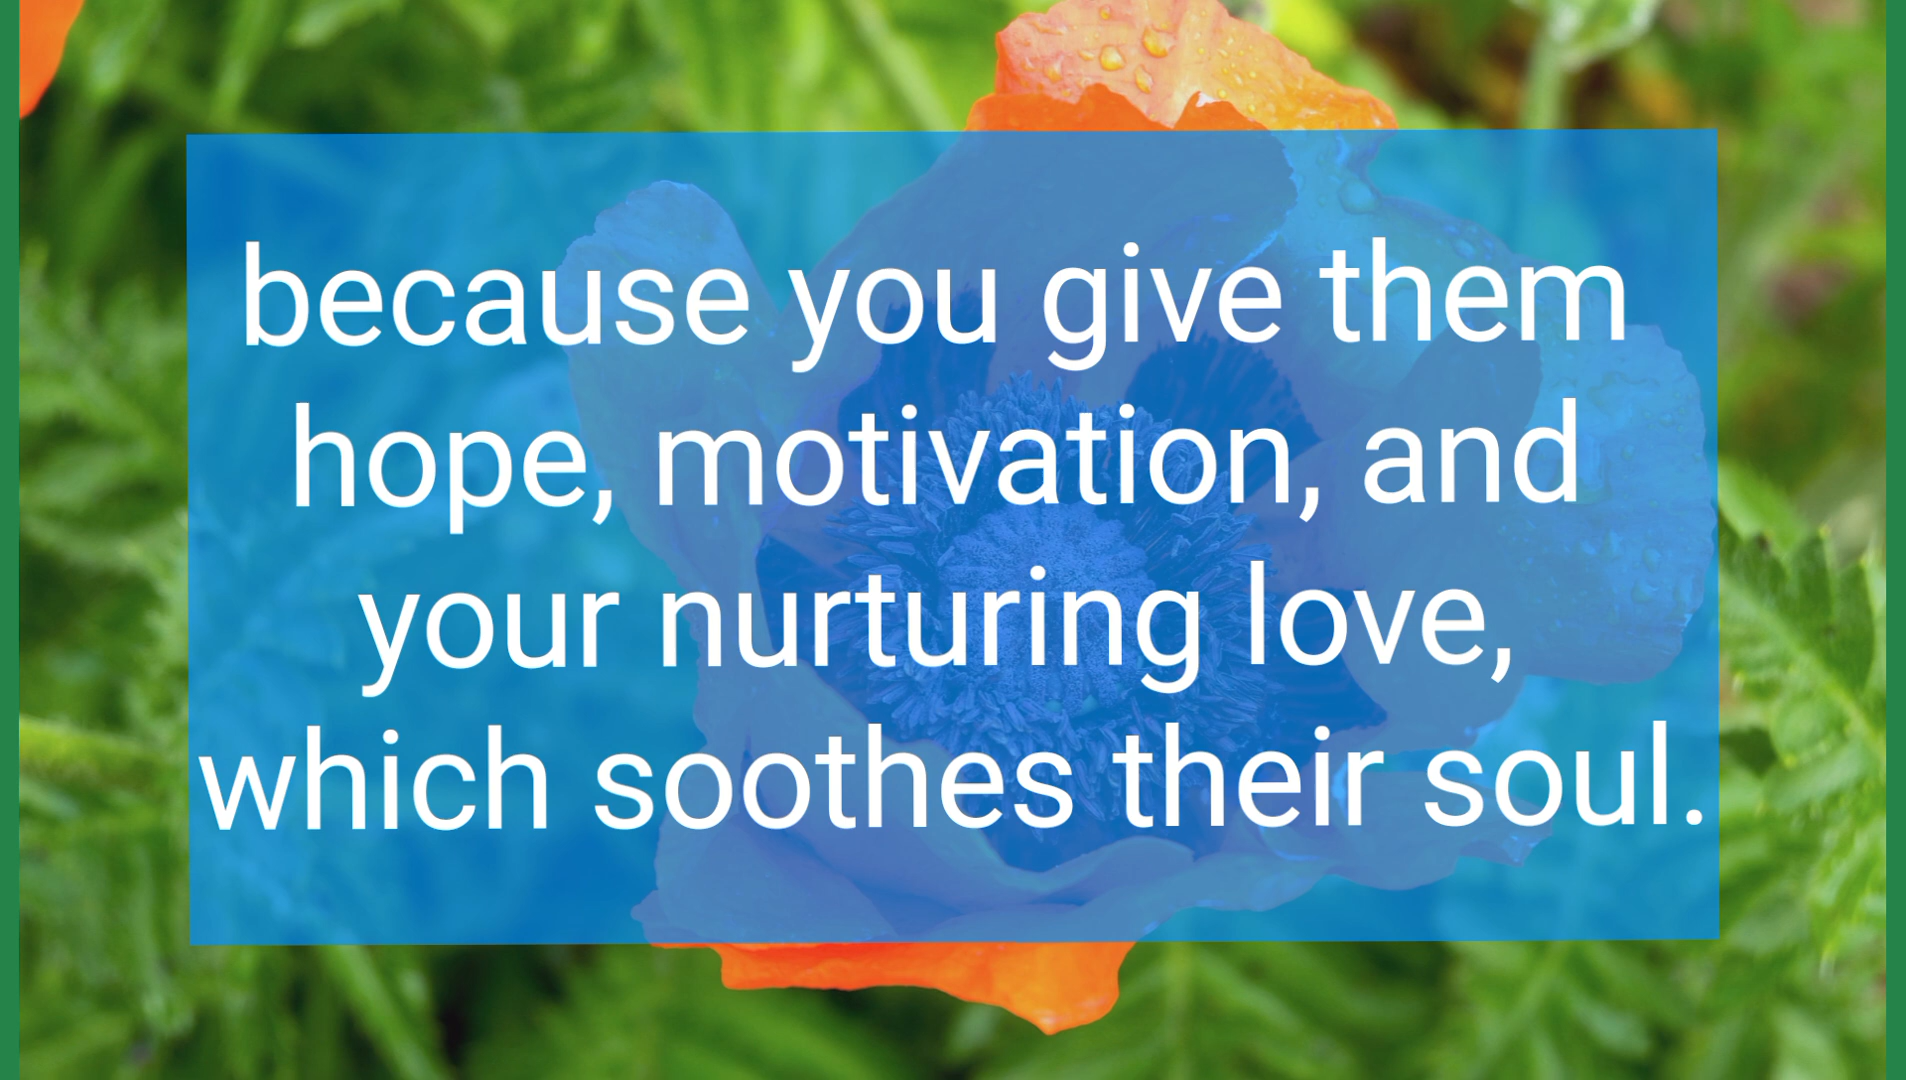 because you give them
hope, motivation, and
your nurturing love,
which soothes their soul.